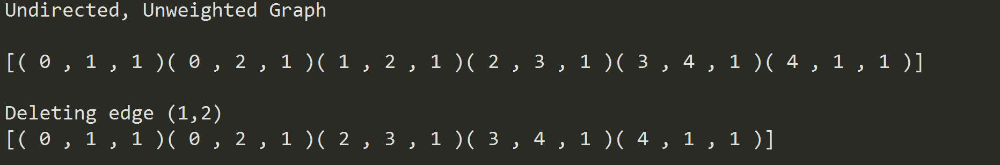 Undirected, Unweighted Graph
[( 0 , 1 , 1 )( 0 , 2 , 1 )( 1 , 2 , 1 )( 2 , 3 , 1 )( 3 , 4 , 1 )( 4 , 1 , 1 )]
Deleting edge (1,2)
[( 0 , 1 , 1 )( 0 , 2 , 1 )( 2 , 3 , 1 )( 3 , 4 , 1 )( 4 , 1 , 1 )]